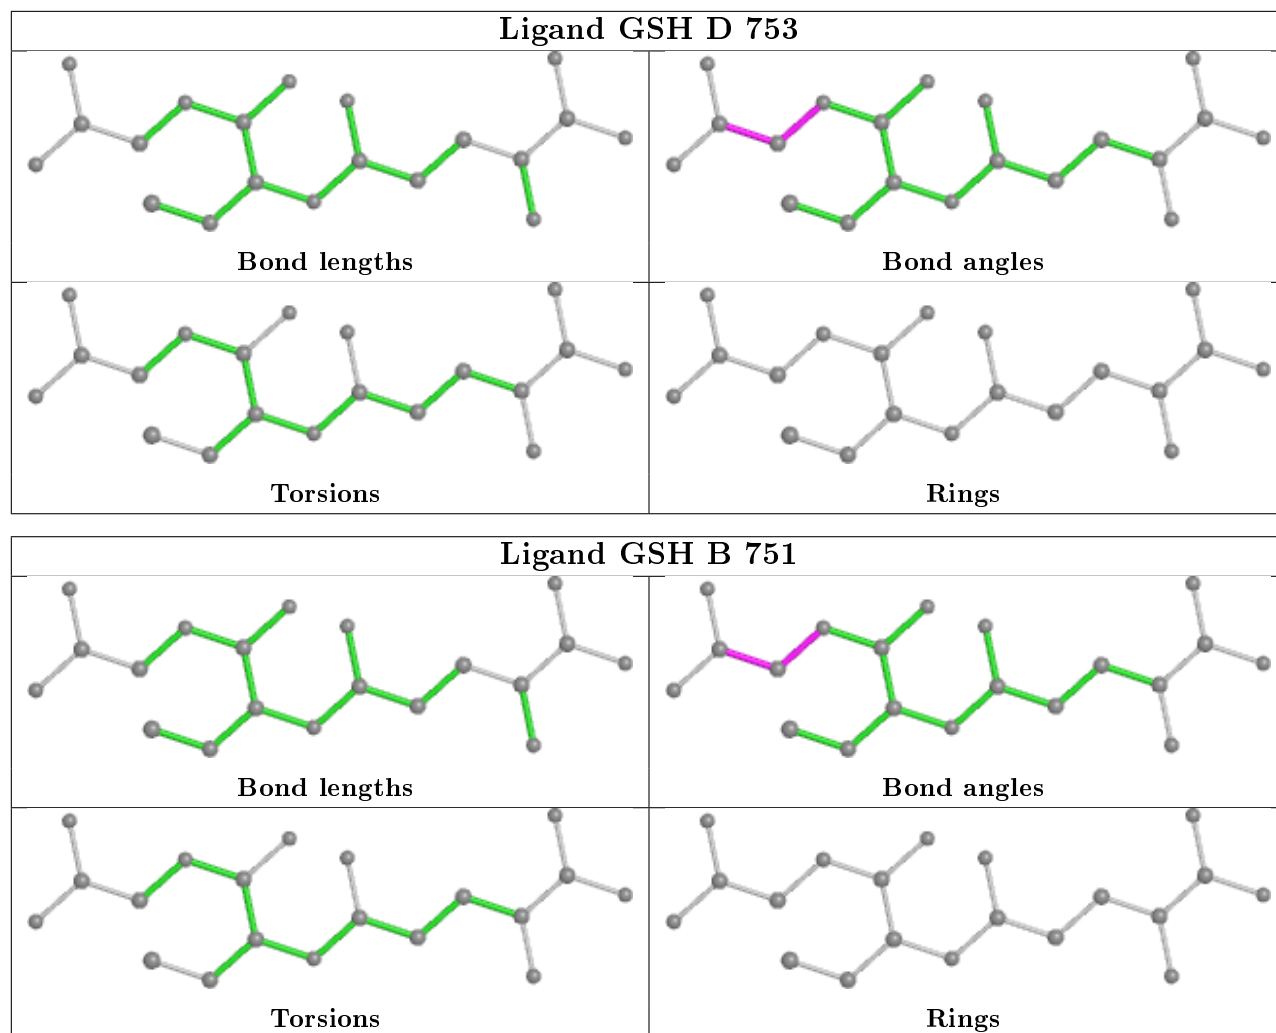 Ligand GSH D 753
Bond lengths
Bond angles
Torsions
Rings
Ligand GSH B 751
Bond lengths
Bond angles
Torsions
Rings